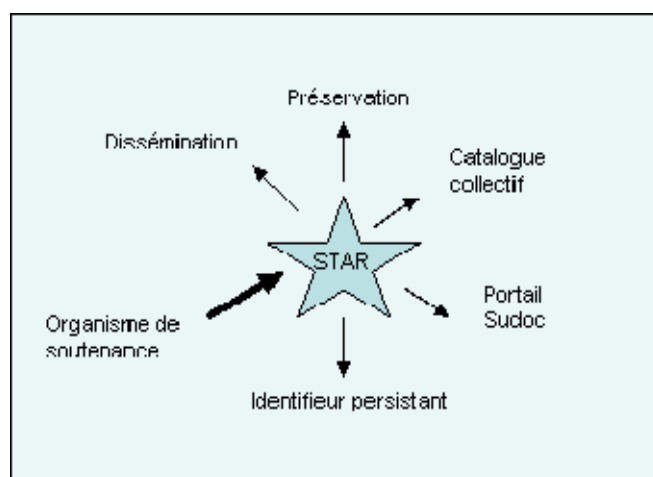 Préservation
Dissémination
Catalogue
collectif
STAR
Portail
Sudoc
Organisme de
soutenance
Identifieur persistant